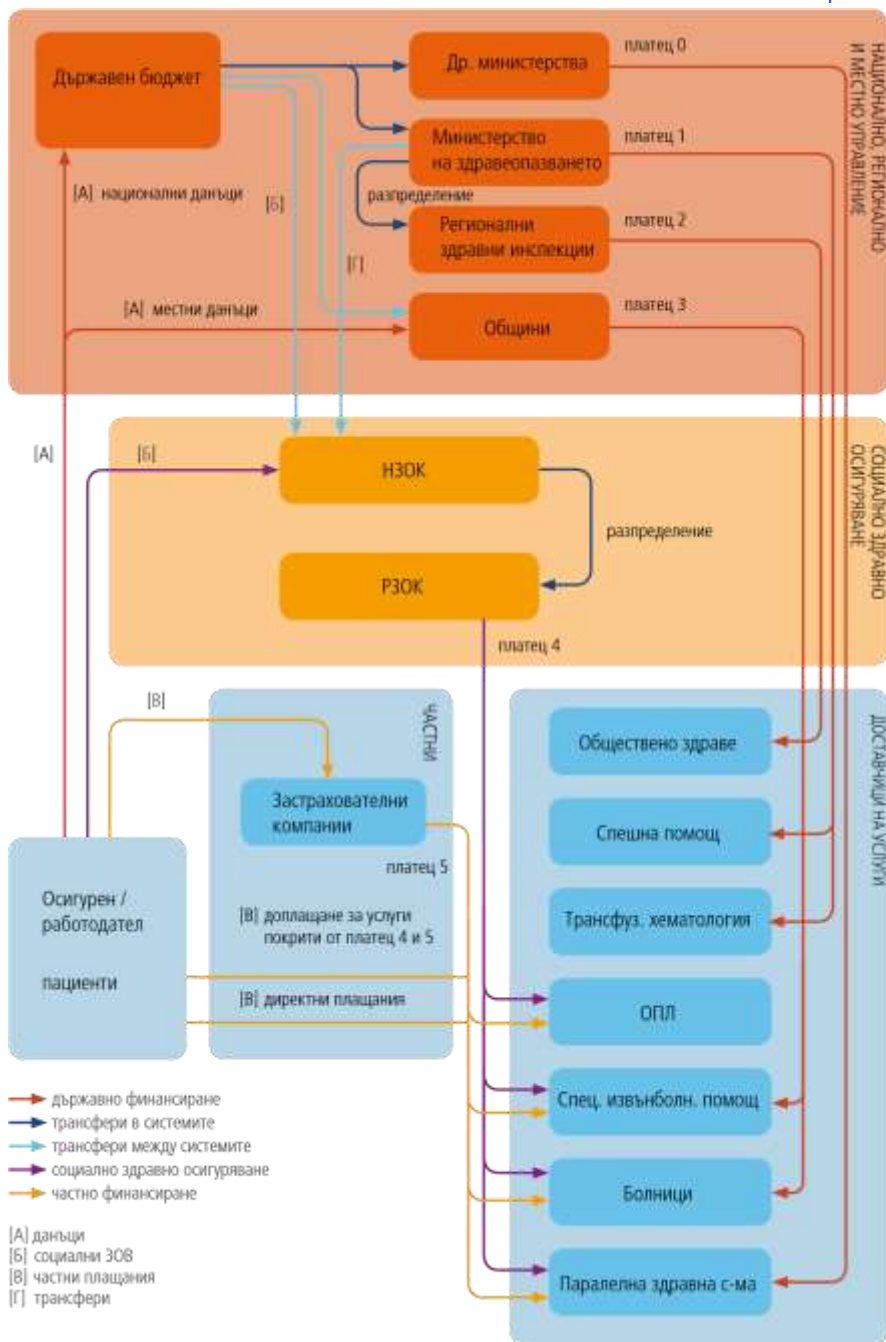 Държавен бюджет
Др. министерства
платец 0
Министерство
на здравеопазването
платец 1
[А] национални данъци
[Б]
разпределение
Регионални
здравни инспекции
платец 2
[Г]
[А] местни данъци
Общини
платец 3
НАЦИОНАЛНО, РЕГИОНАЛНО
И МЕСТНО УПРАВЛЕНИЕ
[А]
[Б]
НЗОК
разпределение
РЗОК
платец 4
СОЦИАЛНО ЗДРАВНО
ОСИГУРЯВАНЕ
[В]
ЧАСТНИ
Застрахователни
компании
платец 5
Осигурен /
работодател
пациенти
[В] доплащане за услуги
покрити от платец 4 и 5
[В] директни плащания
Обществено здраве
Спешна помощ
Трансфуз. хематология
ОПЛ
Спец. извънболн. помощ
Болници
Паралелна здравна с-ма
ДОСТАВЧИЦИ НА УСЛУГИ
държавно финансиране
трансфери в системите
трансфери между системите
социално здравно осигуряване
частно финансиране
[А] данъци
[Б] социални ЗОВ
[В] частни плащания
[Г] трансфери